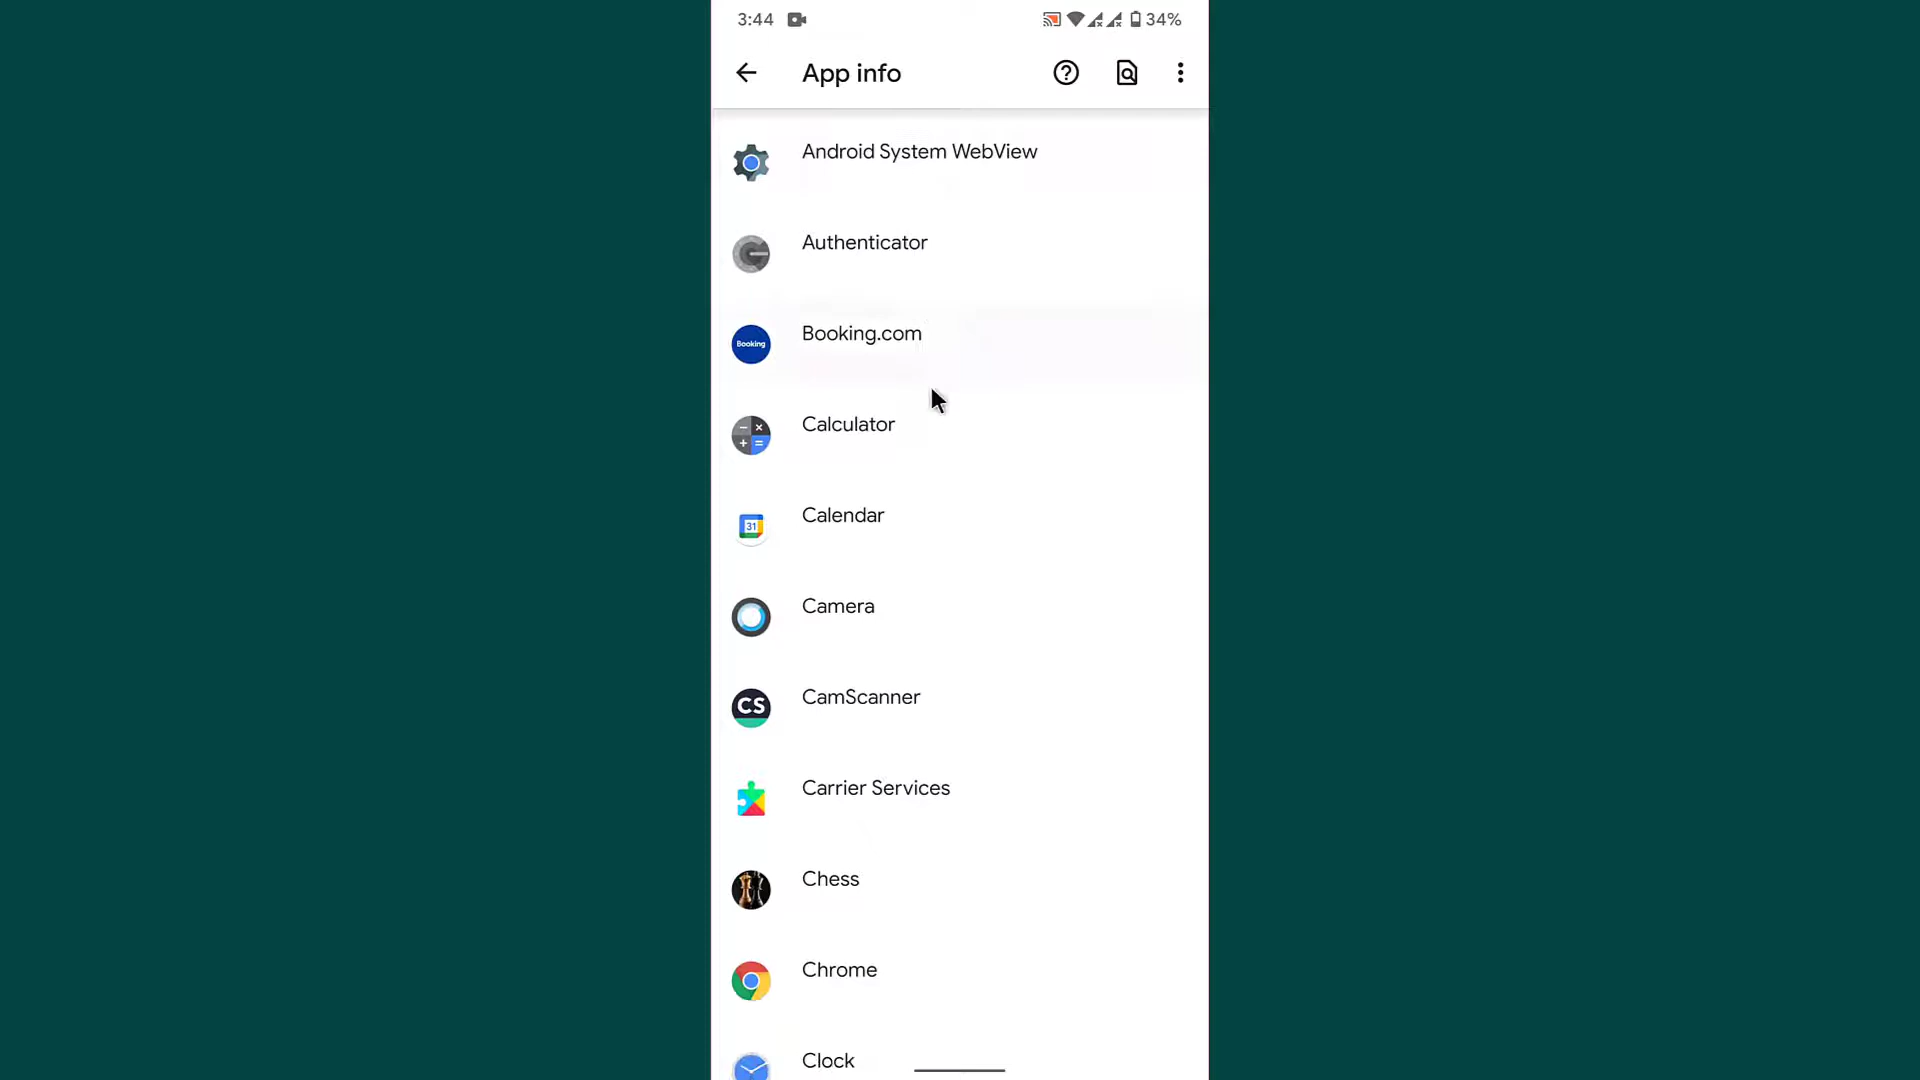 3:44
34%
App info
Android System WebView
Authenticator
Booking.com
Booking
Calculator
Calendar
31
Camera
CamScanner
CS
Carrier Services
Chess
Chrome
Clock